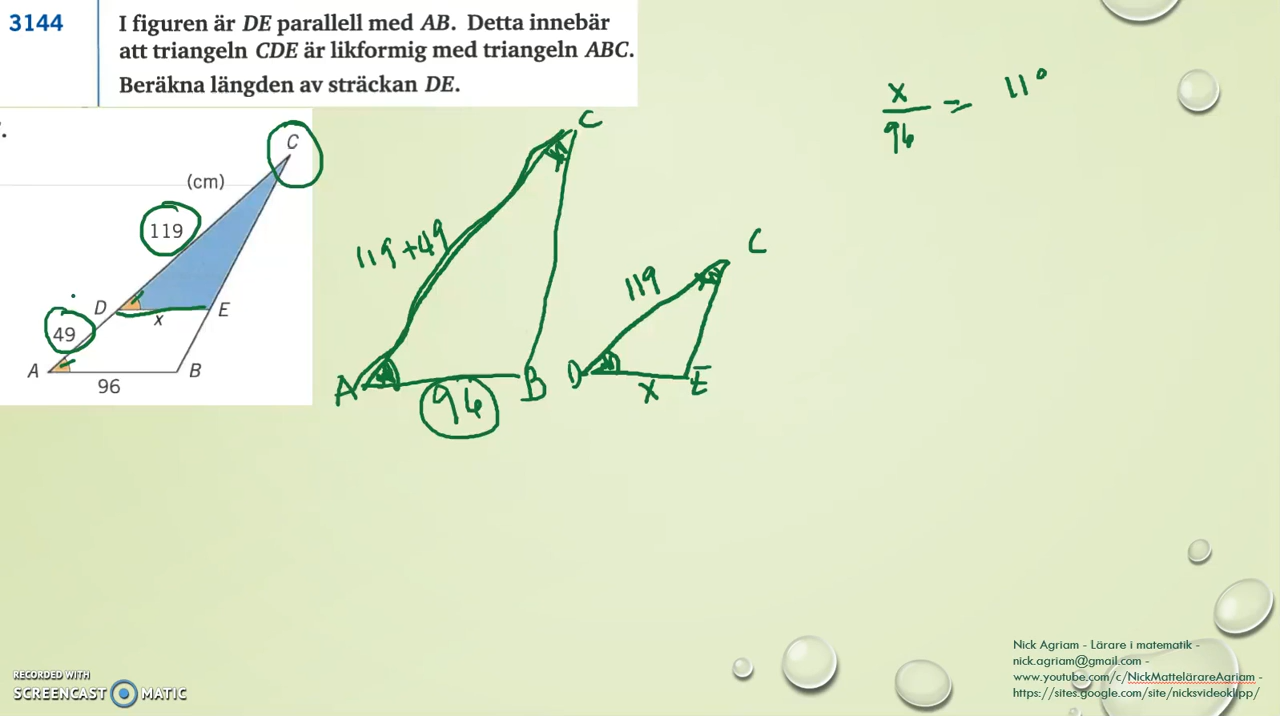 3144
I figuren är DE parallell med AB. Detta innebär
att triangeln CDE är likformig med triangeln ABC.
Beräkna längden av sträckan DE.
C
(cm)
119
D
x
E
49
A
B
96
C
119+49
A
96
B
C
119
D
x
E
x/96 = 11
RECORDED WITH
SCREENCAST MATIC
Nick Agriam - Lärare i matematik -
nick.agriam@gmail.com -
www.youtube.com/c/NickMattelärareAgriam -
https://sites.google.com/site/nicksvideoklipp/